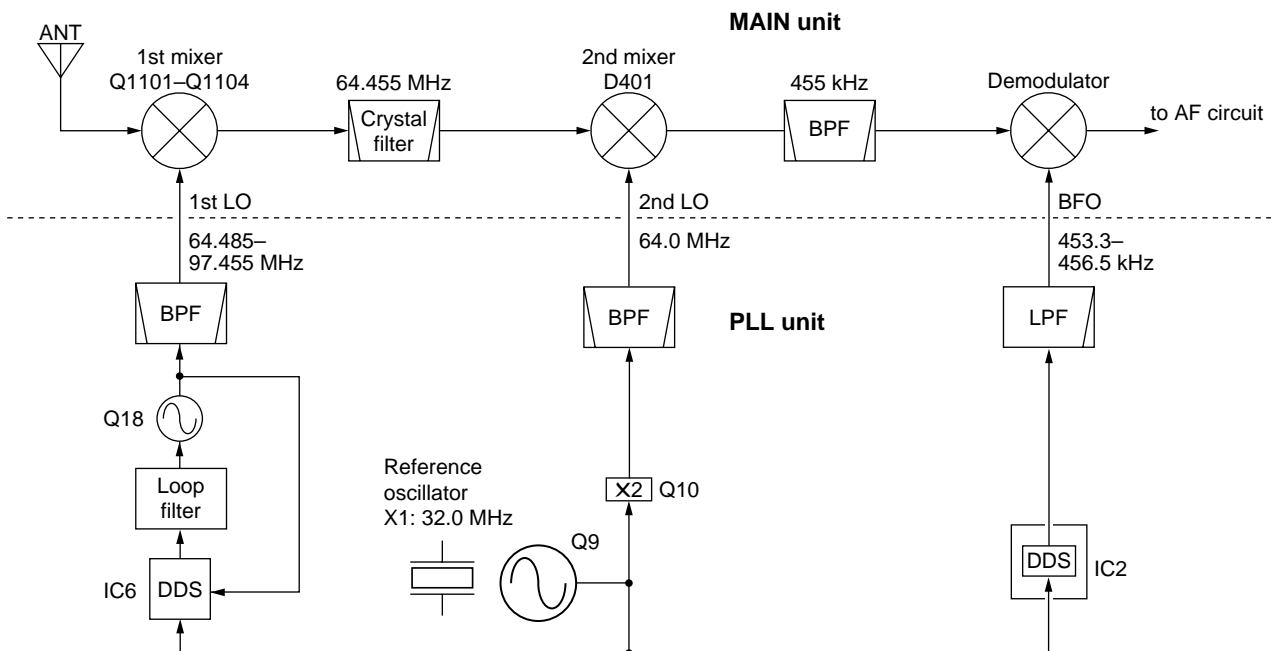 MAIN unit
ANT
1st mixer
Q1101–Q1104
64.455 MHz
Crystal
filter
2nd mixer
D401
455 kHz
BPF
Demodulator
to AF circuit
1st LO
2nd LO
BFO
64.485–
97.455 MHz
64.0 MHz
453.3–
456.5 kHz
BPF
BPF
PLL unit
LPF
Q18
Loop
filter
Reference
oscillator
X1: 32.0 MHz
X2
Q10
Q9
IC6
DDS
DDS
IC2